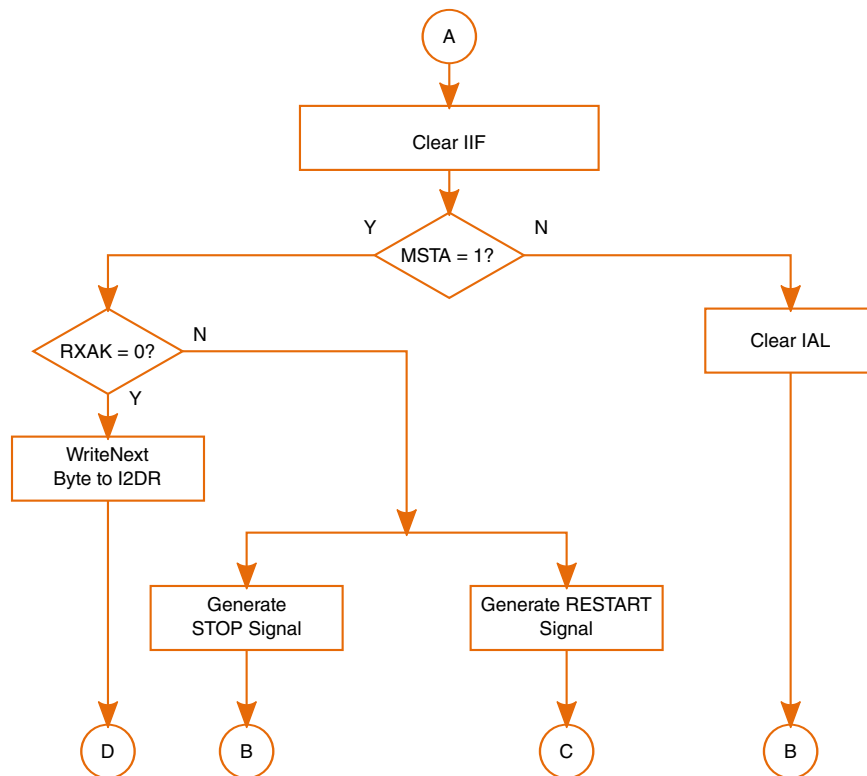 A
Clear IIF
Y
N
MSTA = 1?
N
RXAK = 0?
Clear IAL
Y
WriteNext
Byte to I2DR
Generate
STOP Signal
Generate RESTART
Signal
D
B
C
B